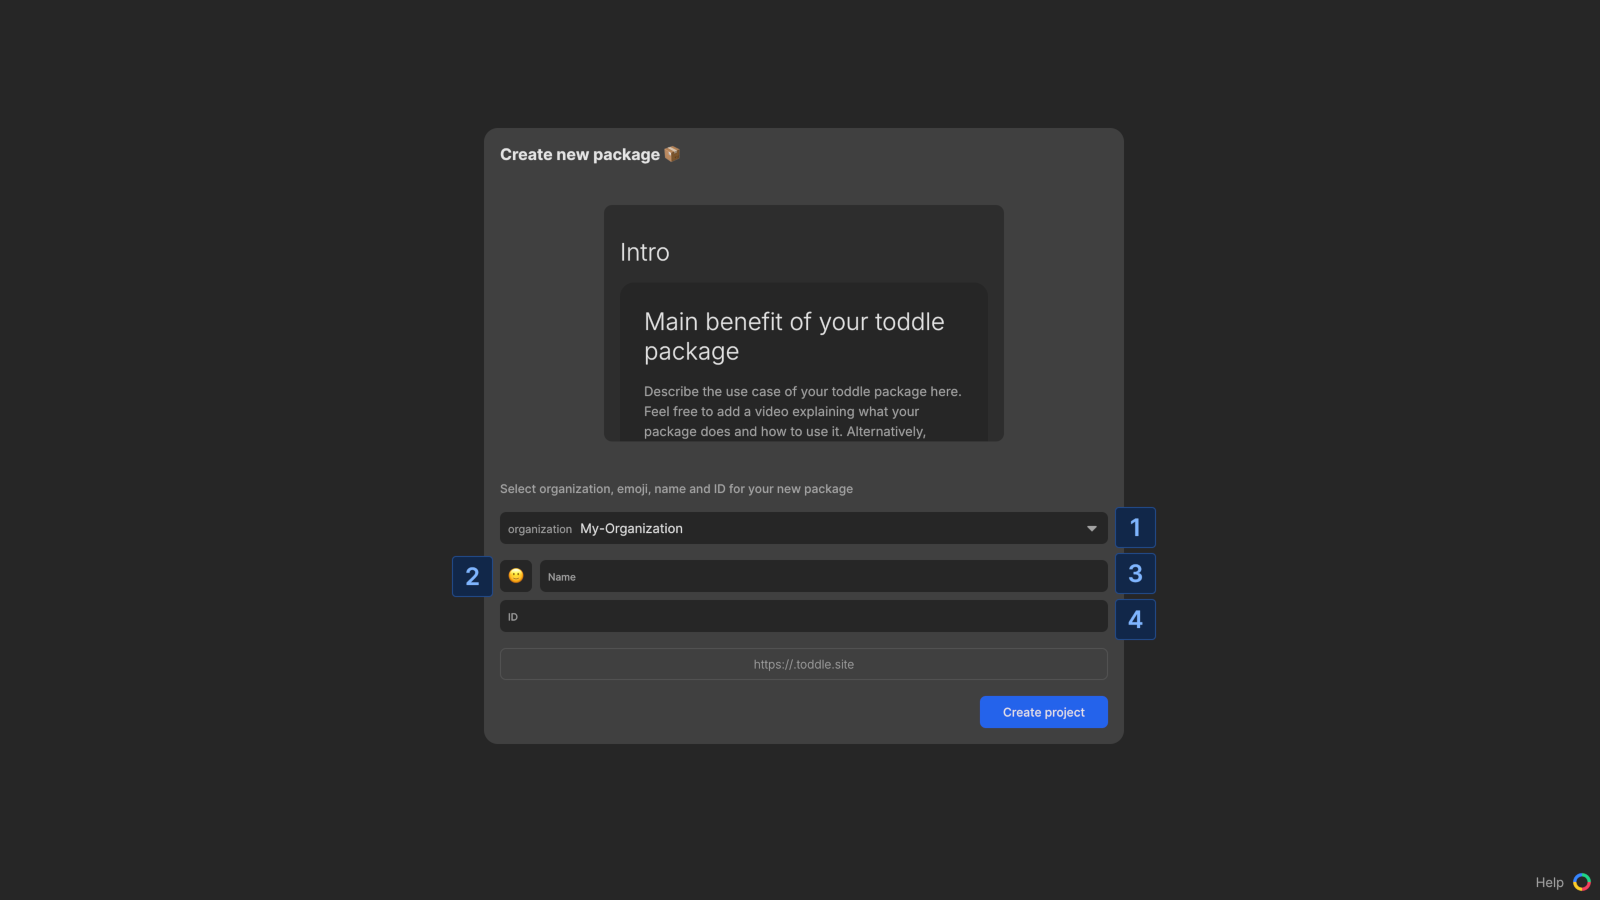 Create new package 📦
Intro
Main benefit of your toddle
package
Describe the use case of your toddle package here.
Feel free to add a video explaining what your
package does and how to use it. Alternatively,
Select organization, emoji, name and ID for your new package
organization My-Organization
1
2
Name
3
ID
4
https://.toddle.site
Create project
Help